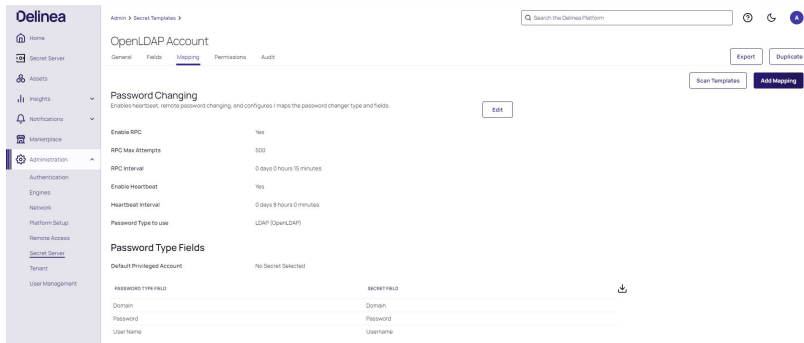 Delinea
Home
Secret Server
Assets
Insights
Notifications
Marketplace
Administration
Authentication
Engines
Network
Platform Setup
Remote Access
Secret Server
Tenant
User Management
Admin > Secret Templates >
Search the Delinea Platform
A
OpenLDAP Account
General Fields Mapping Permissions Audit
Export Duplicate
Scan Templates Add Mapping
Password Changing
Enables heartbeat, remote password changing, and configures / maps the password changer type and fields.
Edit
Enable RPC Yes
RPC Max Attempts 500
RPC Interval 0 days 0 hours 15 minutes
Enable Heartbeat Yes
Heartbeat Interval 0 days 8 hours 0 minutes
Password Type to use LDAP (OpenLDAP)
Password Type Fields
Default Privileged Account No Secret Selected
PASSWORD TYPE FIELD SECRET FIELD
Domain Domain
Password Password
User Name Username